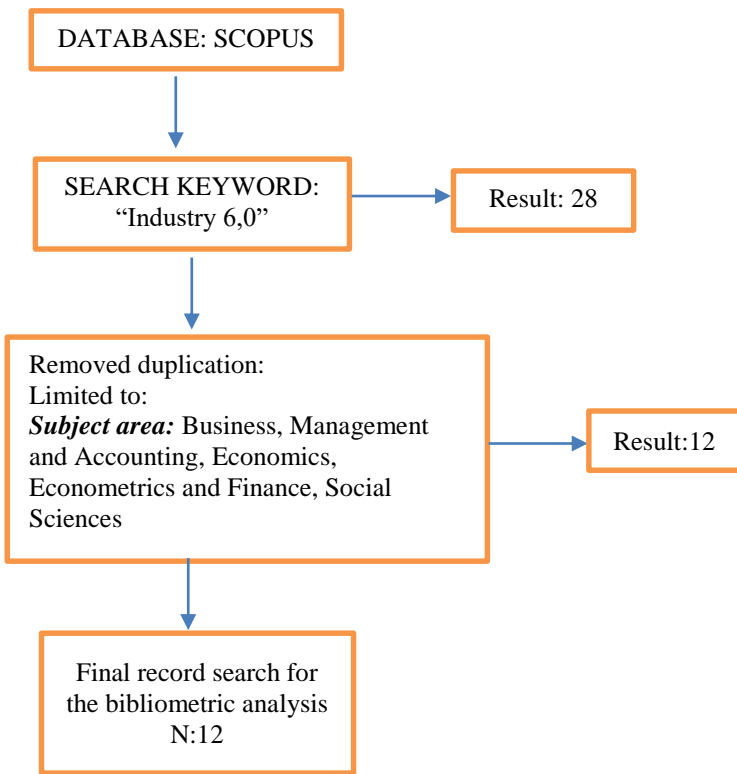 DATABASE: SCOPUS
SEARCH KEYWORD:
“Industry 6,0”
Result: 28
Removed duplication:
Limited to:
Subject area: Business, Management
and Accounting, Economics,
Econometrics and Finance, Social
Sciences
Result:12
Final record search for
the bibliometric analysis
N:12